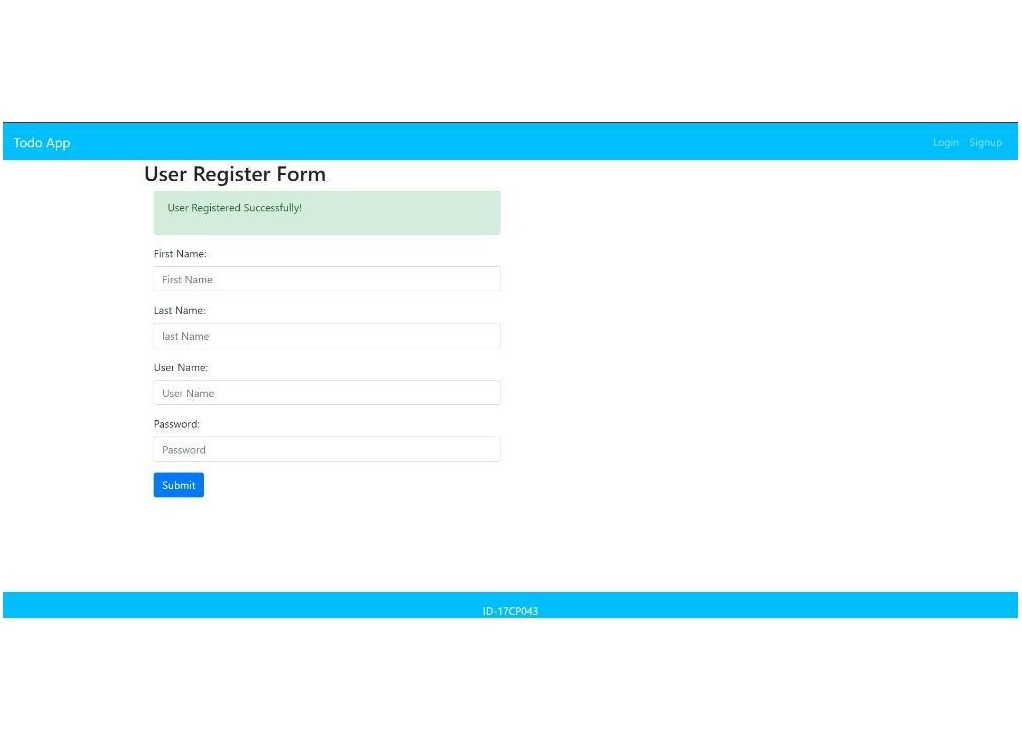 Todo App
Login Signup
User Register Form
User Registered Successfully!
First Name:
First Name
Last Name:
last Name
User Name:
User Name
Password:
Password
Submit
ID-17CP043